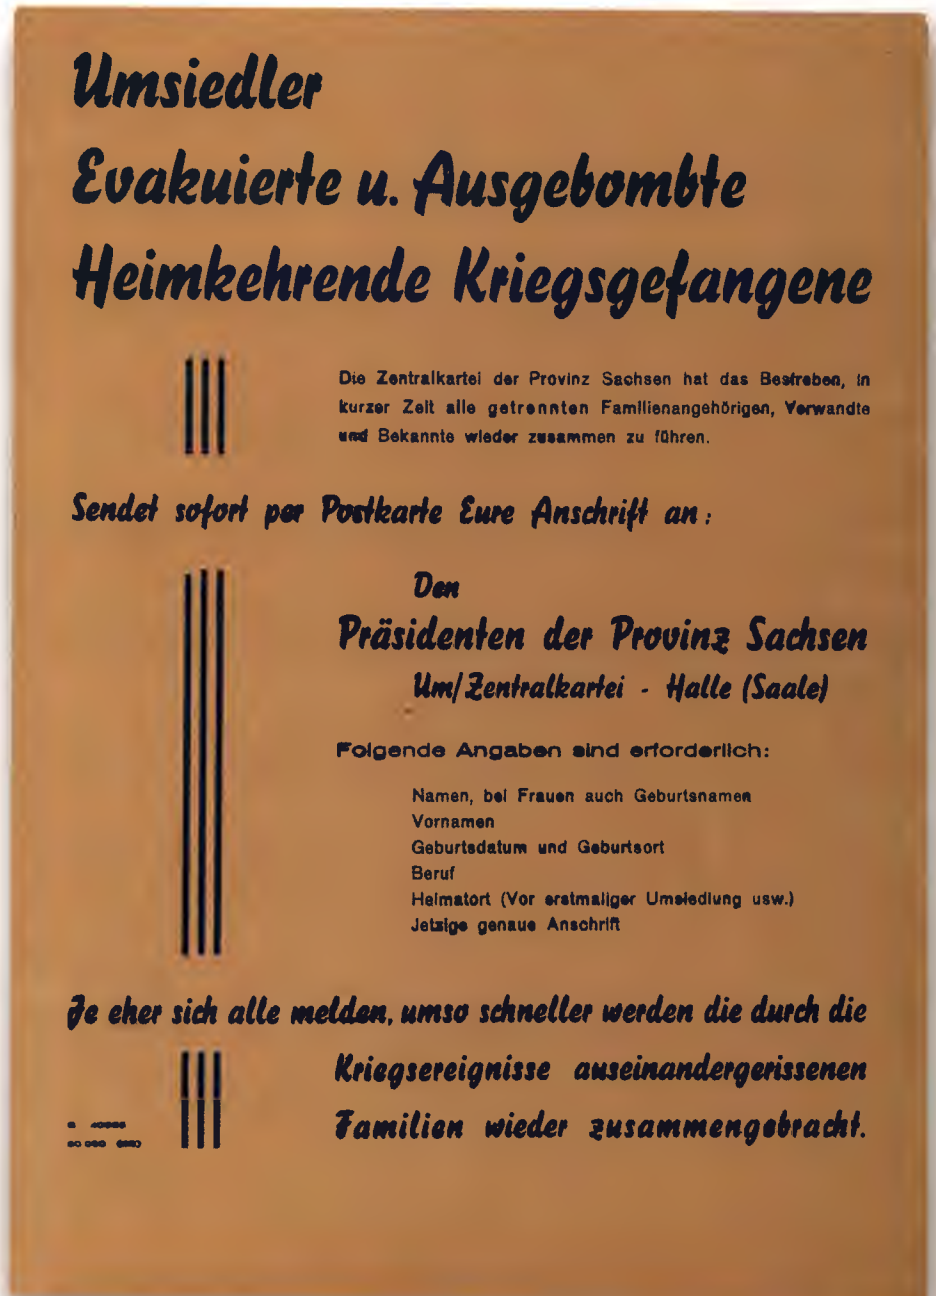 Umsiedler
Evakuierte u. Ausgebombte
Heimkehrende Kriegsgefangene
Die Zentralkartei der Provinz Sachsen hat das Bestreben, in
kurzer Zeit alle getrennten Familienangehörigen, Verwandte
und Bekannte wieder zusammen zu führen.
Sendet sofort per Postkarte Eure Anschrift an:
Den
Präsidenten der Provinz Sachsen
Um/Zentralkartei - Halle (Saale)
Folgende Angaben sind erforderlich:
Namen, bei Frauen auch Geburtsnamen
Vornamen
Geburtsdatum und Geburtsort
Beruf
Heimatort (Vor erstmaliger Umsiedlung usw.)
Jetzige genaue Anschrift
Je eher sich alle melden, umso schneller werden die durch die
Kriegsereignisse auseinandergerissenen
Familien wieder zusammengebracht.